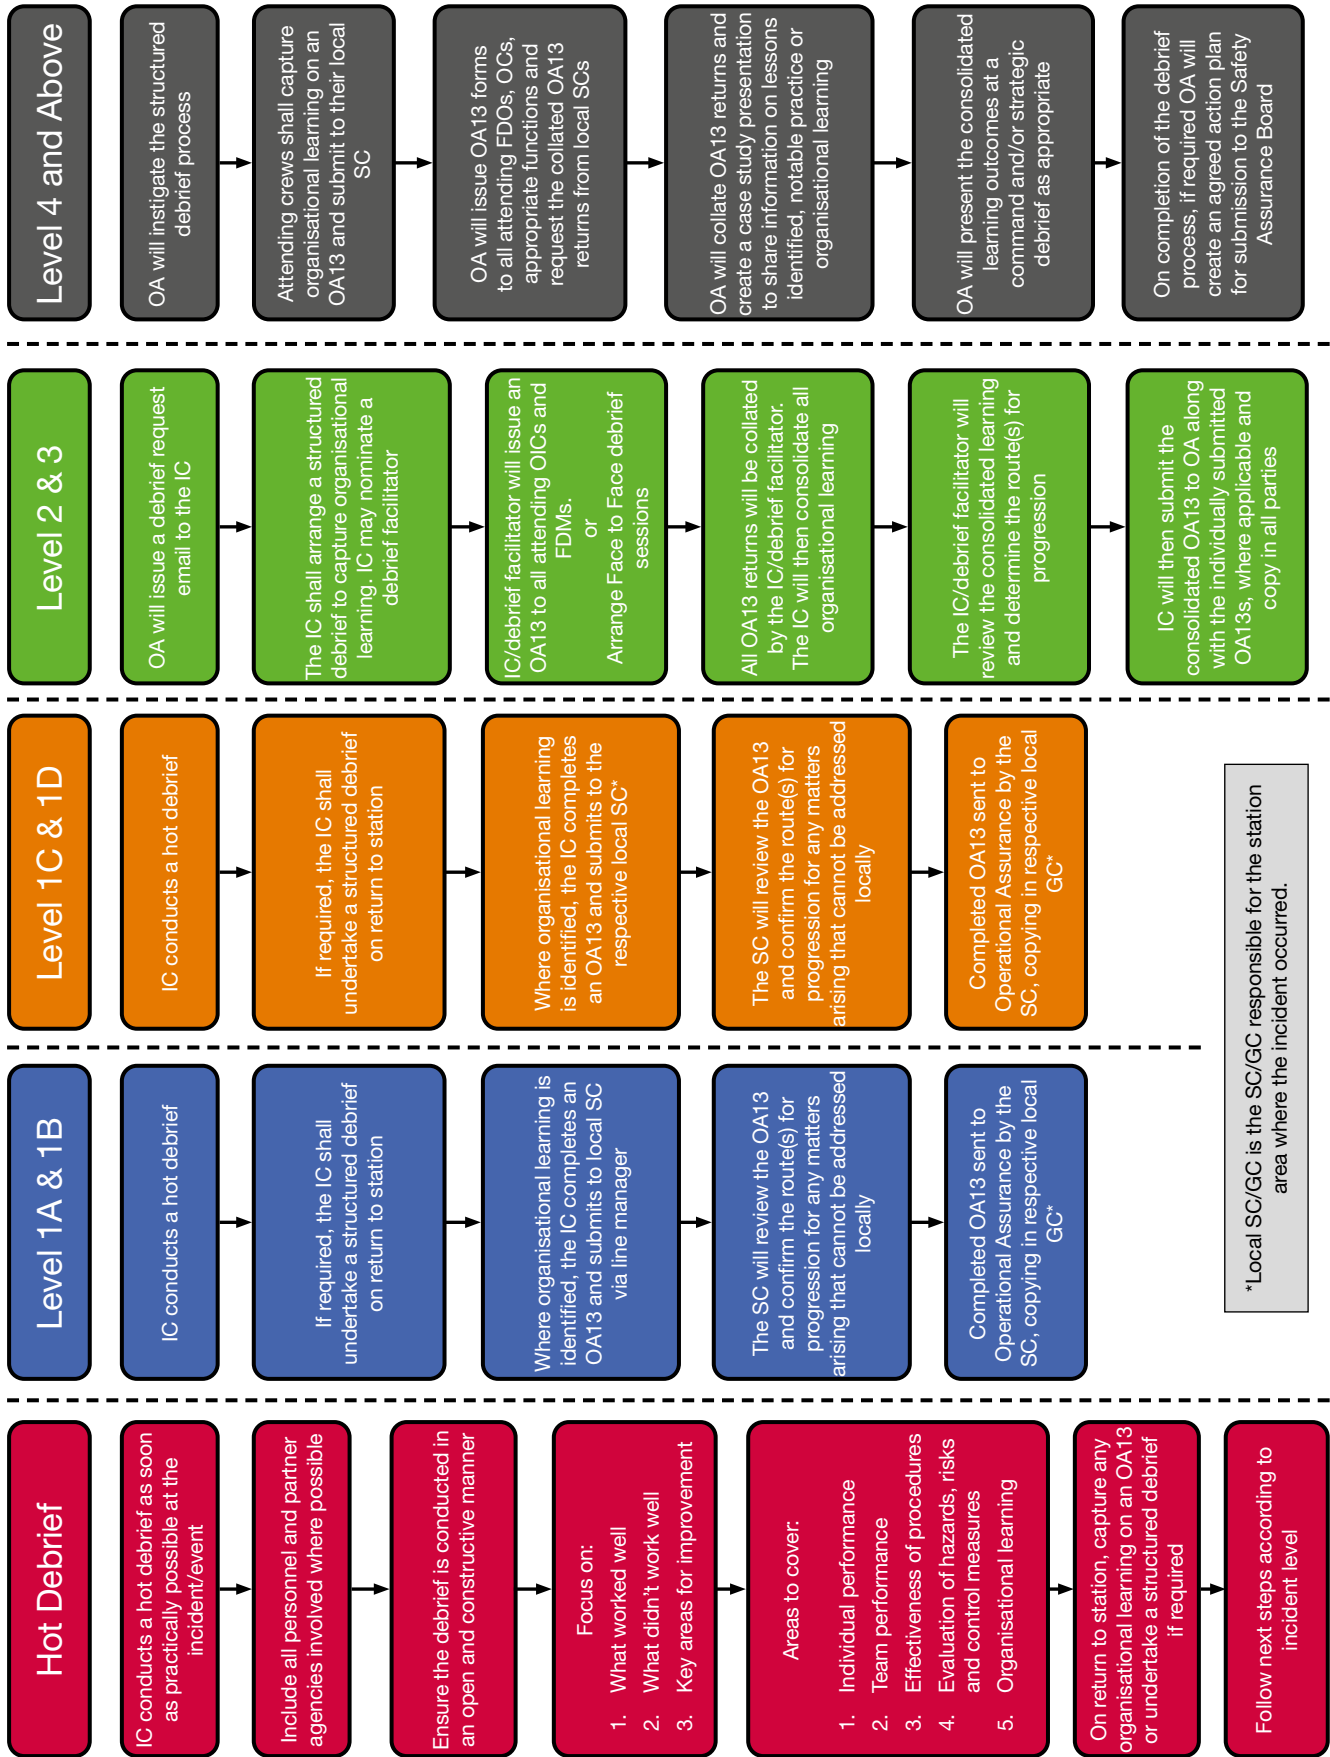 Hot Debrief
IC conducts a hot debrief as soon
as practically possible at the
incident/event
Include all personnel and partner
agencies involved where possible
Ensure the debrief is conducted in
an open and constructive manner
Focus on:
1. What worked well
2. What didn't work well
3. Key areas for improvement
Areas to cover:
1. Individual performance
2. Team performance
3. Effectiveness of procedures
4. Evaluation of hazards, risks
and control measures
5. Organisational learning
On return to station, capture any
organisational learning on an OA13
or undertake a structured debrief
if required
Follow next steps according to
incident level
Level 1A & 1B
IC conducts a hot debrief
If required, the IC shall
undertake a structured debrief
on return to station
Where organisational learning is
identified, the IC completes an
OA13 and submits to local SC
via line manager
The SC will review the OA13
and confirm the route(s) for
progression for any matters
arising that cannot be addressed
locally
Completed OA13 sent to
Operational Assurance by the
SC, copying in respective local
GC*
Level 1C & 1D
IC conducts a hot debrief
If required, the IC shall
undertake a structured debrief
on return to station
Where organisational learning
is identified, the IC completes
an OA13 and submits to the
respective local SC*
The SC will review the OA13
and confirm the route(s) for
progression for any matters
arising that cannot be addressed
locally
Completed OA13 sent to
Operational Assurance by the
SC, copying in respective local
GC*
Level 2 & 3
OA will issue a debrief request
email to the IC
The IC shall arrange a structured
debrief to capture organisational
learning. IC may nominate a
debrief facilitator
IC/debrief facilitator will issue an
OA13 to all attending OICs and
FDMs.
or
Arrange Face to Face debrief
sessions
All OA13 returns will be collated
by the IC/debrief facilitator.
The IC will then consolidate all
organisational learning
The IC/debrief facilitator will
review the consolidated learning
and determine the route(s) for
progression
IC will then submit the
consolidated OA13 to OA along
with the individually submitted
OA13s, where applicable and
copy in all parties
Level 4 and Above
OA will instigate the structured
debrief process
Attending crews shall capture
organisational learning on an
OA13 and submit to their local
SC
OA will issue OA13 forms
to all attending FDOs, OCs,
appropriate functions and
request the collated OA13
returns from local SCs
OA will collate OA13 returns and
create a case study presentation
to share information on lessons
identified, notable practice or
organisational learning
OA will present the consolidated
learning outcomes at a
command and/or strategic
debrief as appropriate
On completion of the debrief
process, if required OA will
create an agreed action plan
for submission to the Safety
Assurance Board
*Local SC/GC is the SC/GC responsible for the station
area where the incident occurred.